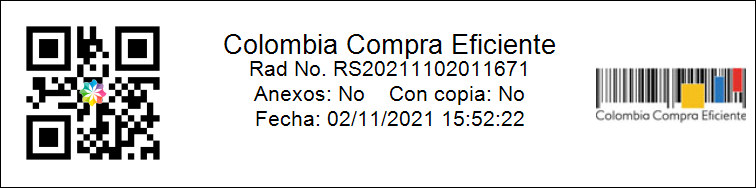 Colombia Compra Eficiente
Rad No. RS20211102011671
Anexos: No Con copia: No
Fecha: 02/11/2021 15:52:22
Colombia Compra Eficiente